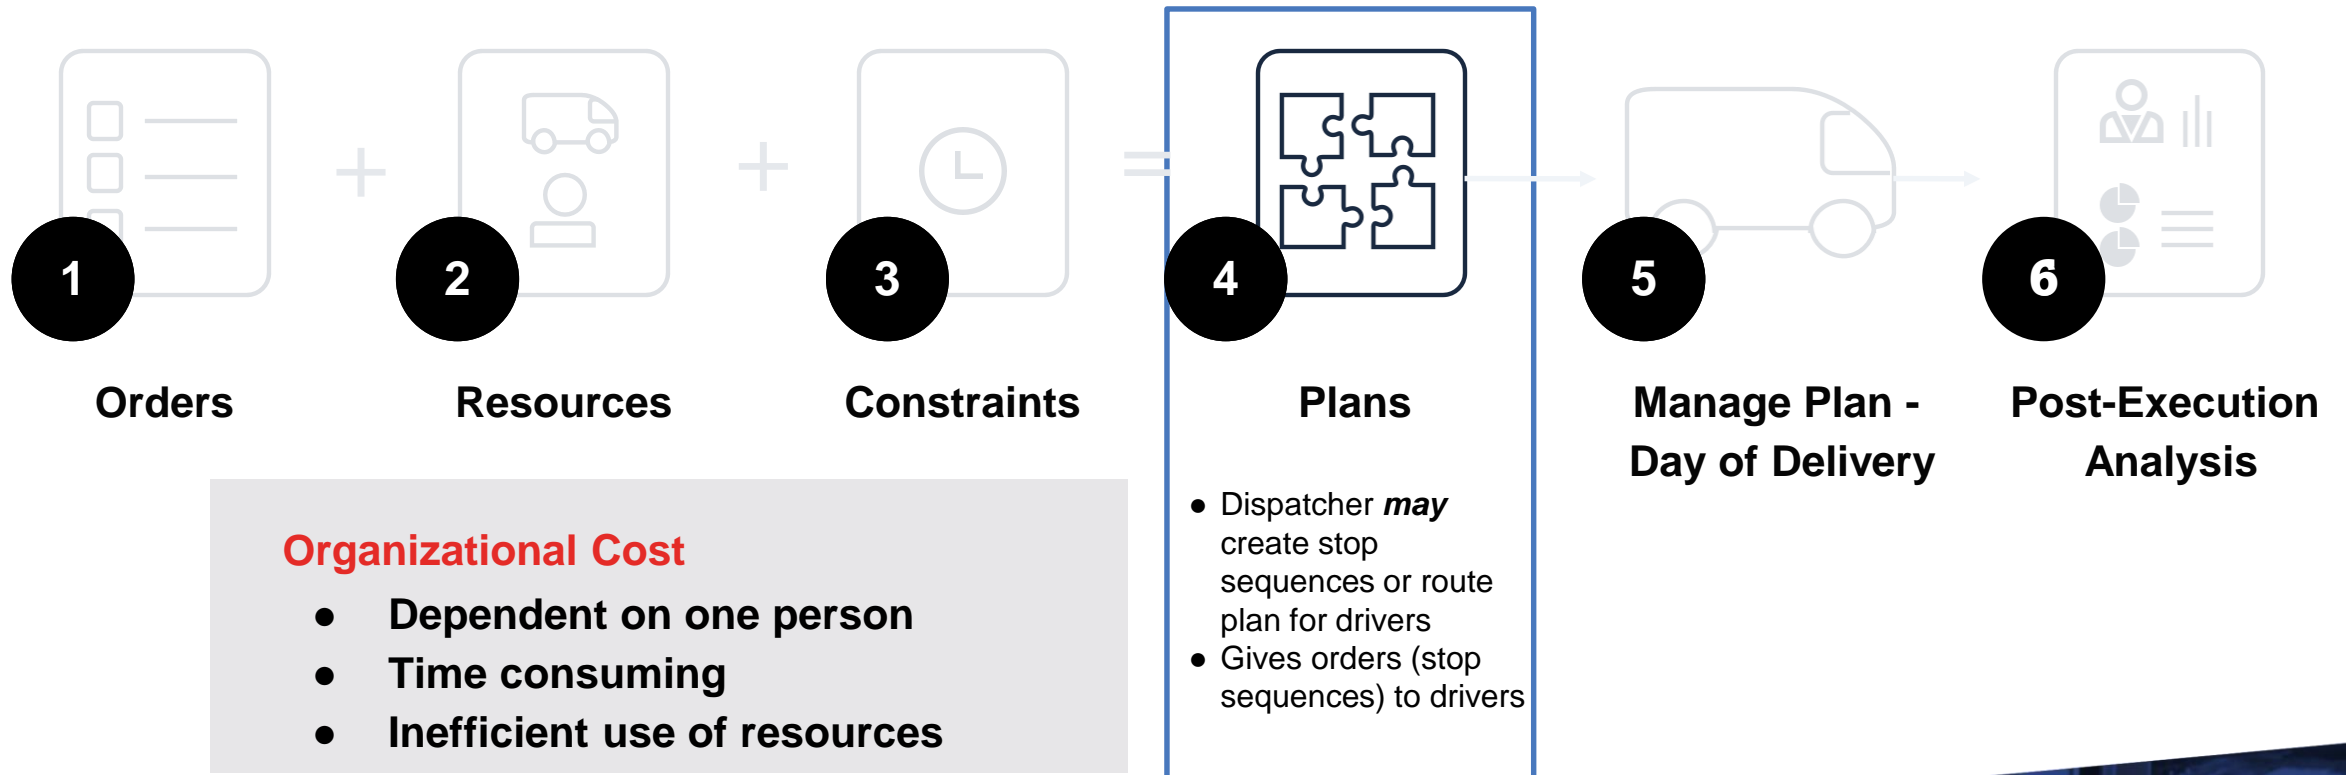 1
2
3
4
5
6
Orders
Resources
Constraints
Plans
Manage Plan -
Day of Delivery
Post-Execution
Analysis
Organizational Cost
● Dependent on one person
● Time consuming
● Inefficient use of resources
● Dispatcher may
create stop
sequences or route
plan for drivers
● Gives orders (stop
sequences) to drivers